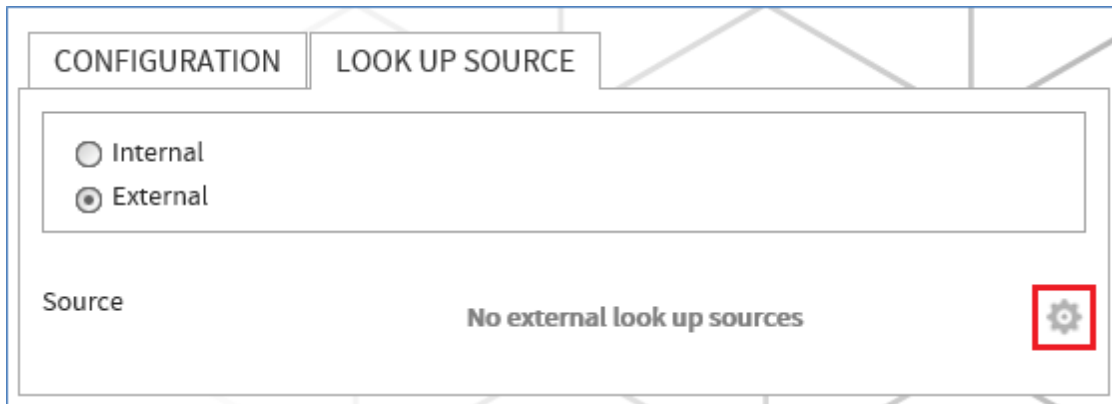 CONFIGURATION
LOOK UP SOURCE
Internal
External
Source
No external look up sources